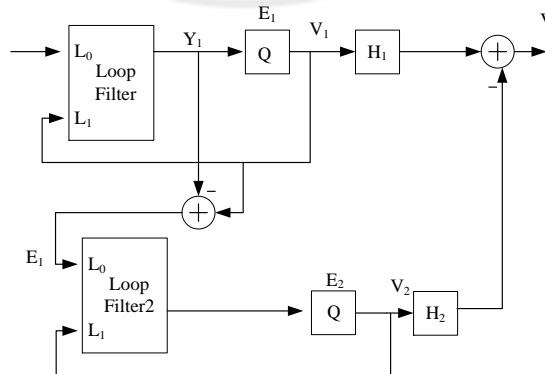 E₁
V
Y₁
V₁
L₀
Loop
Filter
Q
H₁
+
−
L₁
−
+
E₁
L₀
Loop
Filter2
E₂
V₂
Q
H₂
L₁